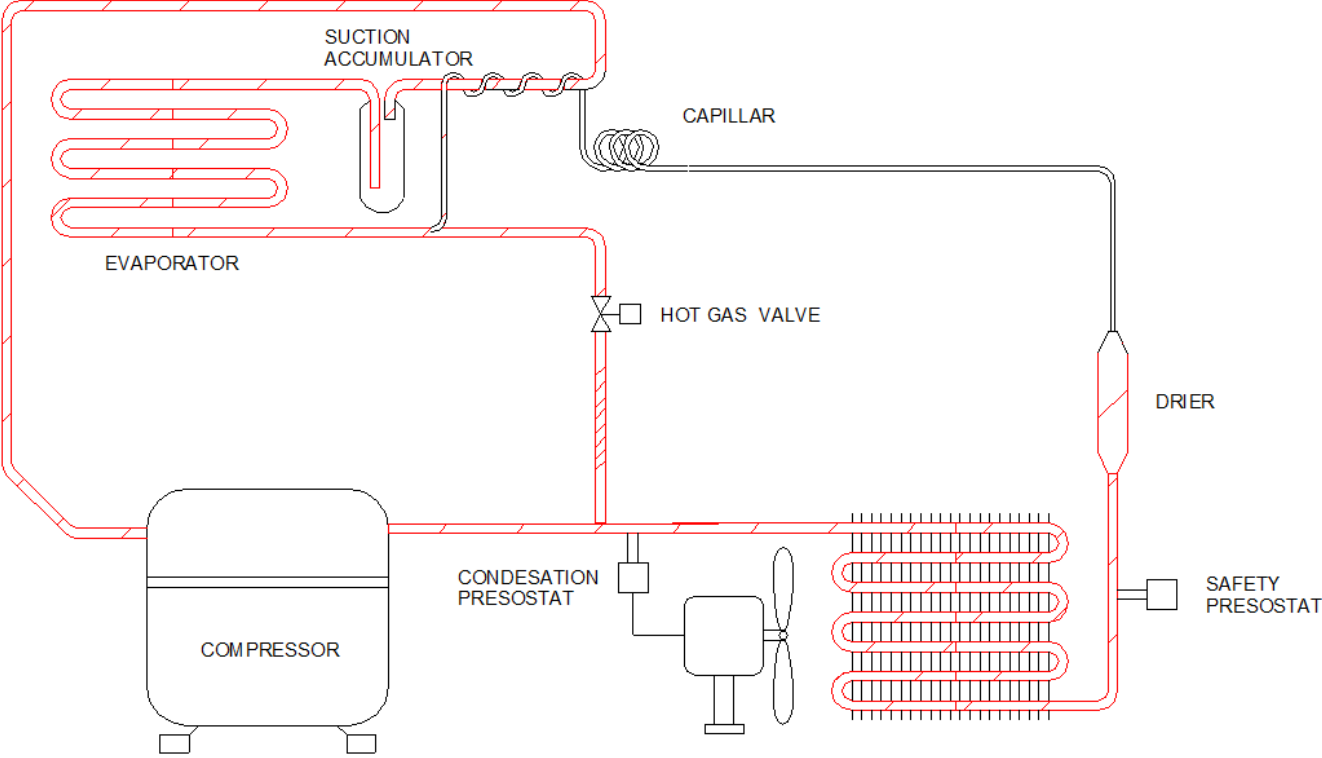 SUCTION
ACCUMULATOR
CAPILLAR
EVAPORATOR
HOT GAS VALVE
DRIER
CONDESATION
PRESOSTAT
SAFETY
PRESOSTAT
COMPRESSOR